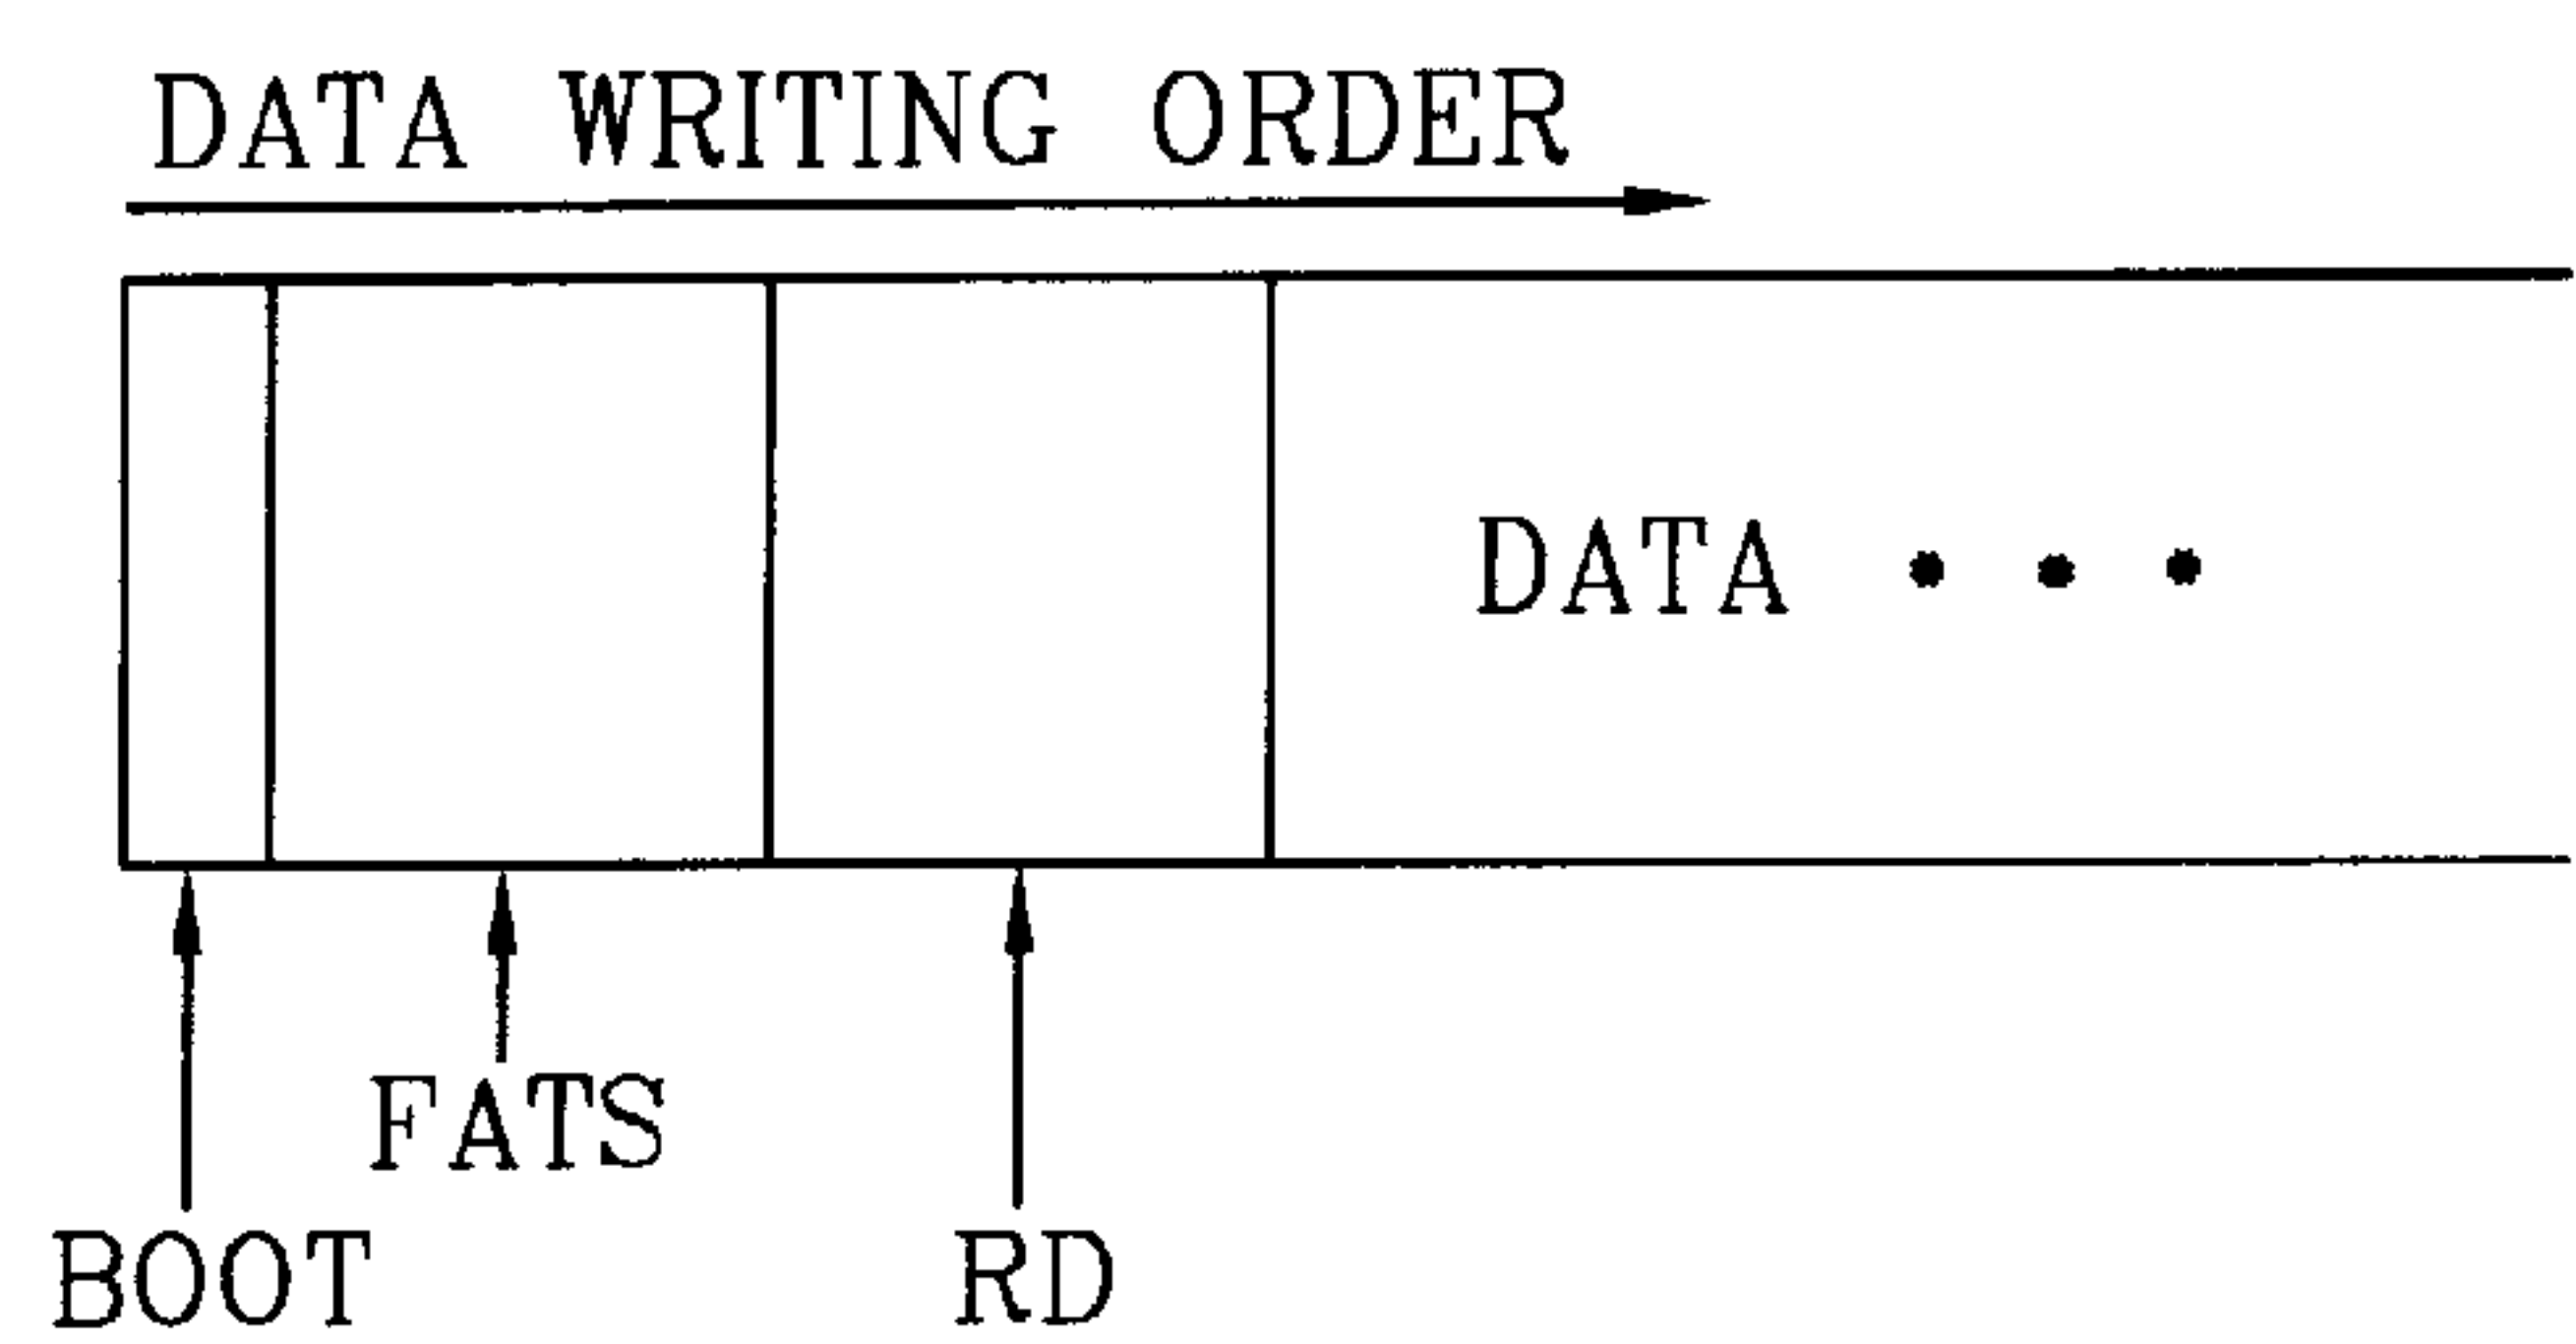 DATA WRITING ORDER
DATA • • •
FATS
BOOT
RD